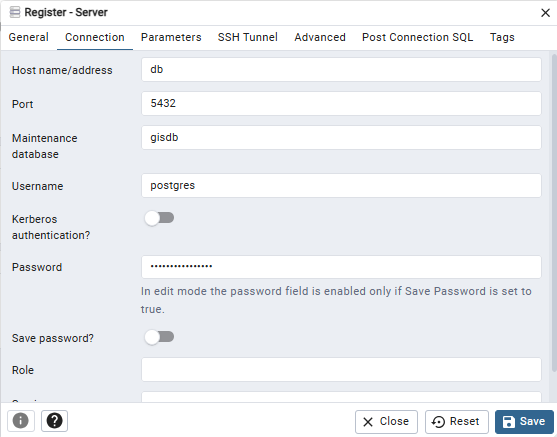 Register - Server
General Connection Parameters SSH Tunnel Advanced Post Connection SQL Tags
Host name/address db
Port 5432
Maintenance database gisdb
Username postgres
Kerberos authentication?
Password ••••••••••••••••
In edit mode the password field is enabled only if Save Password is set to
true.
Save password?
Role
Close Reset Save